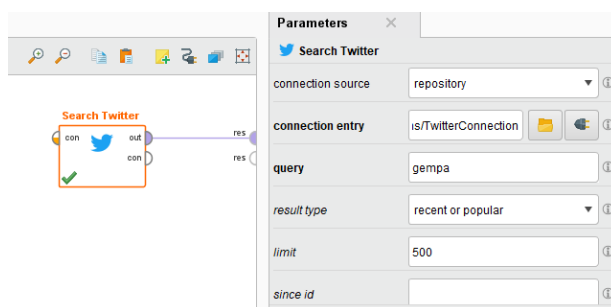 Parameters
Search Twitter
connection source
repository
connection entry
ıs/TwitterConnection
query
gempa
result type
recent or popular
limit
500
since id
Search Twitter
con
out
con
res
res